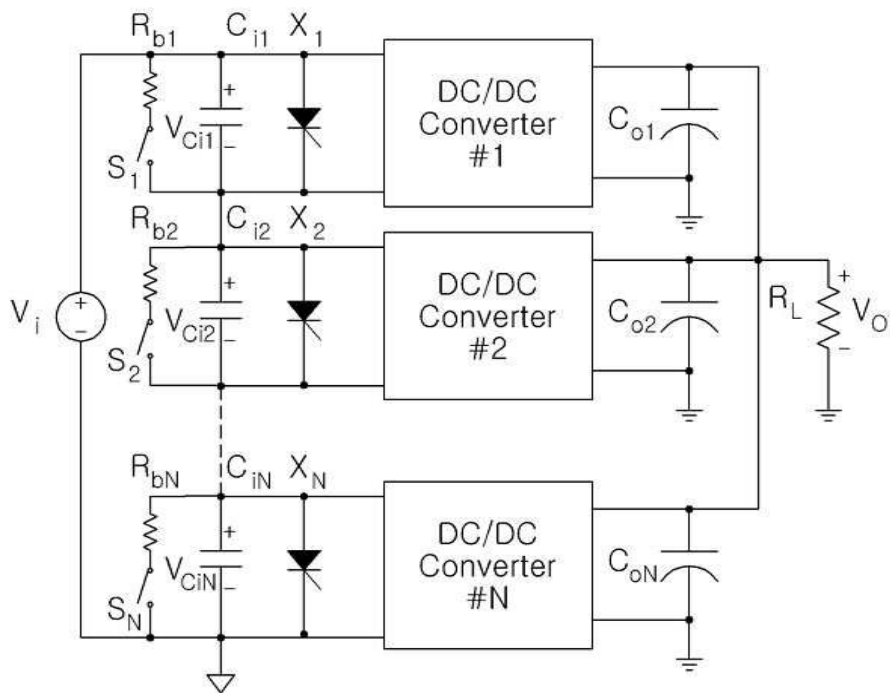 R_b1 C_i1 X_1
DC/DC
Converter
#1
V_Ci1
+
-
S_1
C_o1
R_b2 C_i2 X_2
DC/DC
Converter
#2
V_Ci2
+
-
S_2
C_o2
V_i
+
-
R_L
+
V_O
-
R_bN C_iN X_N
DC/DC
Converter
#N
V_CiN
+
-
S_N
C_oN